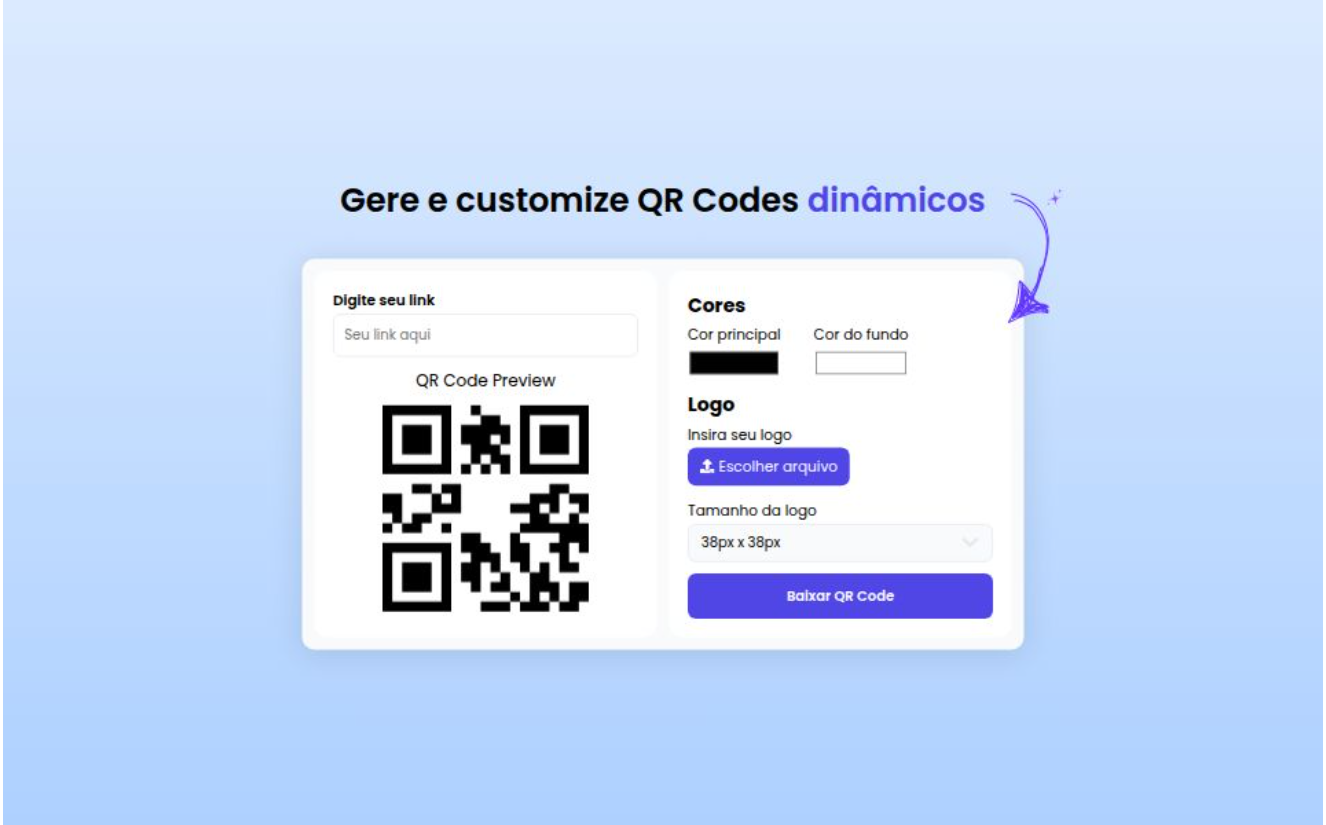 Gere e customize QR Codes dinâmicos
Digite seu link
Seu link aqui
QR Code Preview
Cores
Cor principal
Cor do fundo
Logo
Insira seu logo
Escolher arquivo
Tamanho da logo
38px x 38px
Baixar QR Code